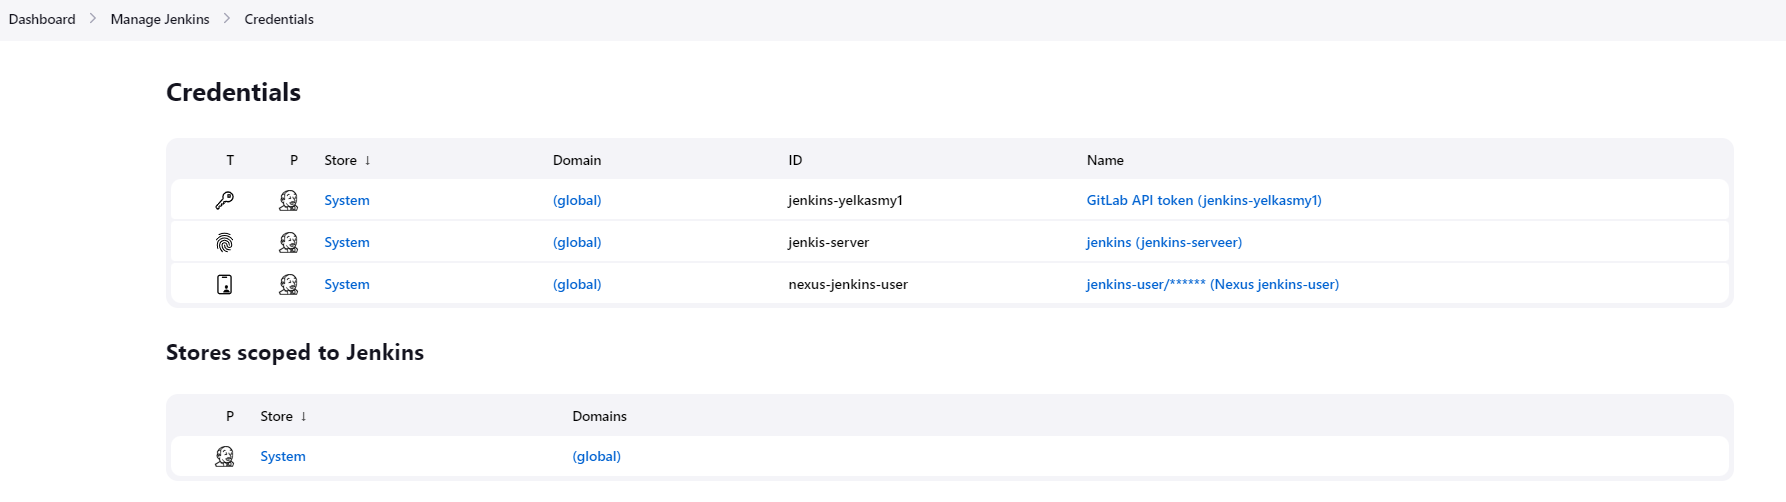 Dashboard > Manage Jenkins > Credentials
Credentials
T P Store ↓ Domain ID Name
System (global) jenkins-yelkasmy1 GitLab API token (jenkins-yelkasmy1)
System (global) jenkis-server jenkins (jenkins-serveer)
System (global) nexus-jenkins-user jenkins-user/****** (Nexus jenkins-user)
Stores scoped to Jenkins
P Store ↓ Domains
System (global)